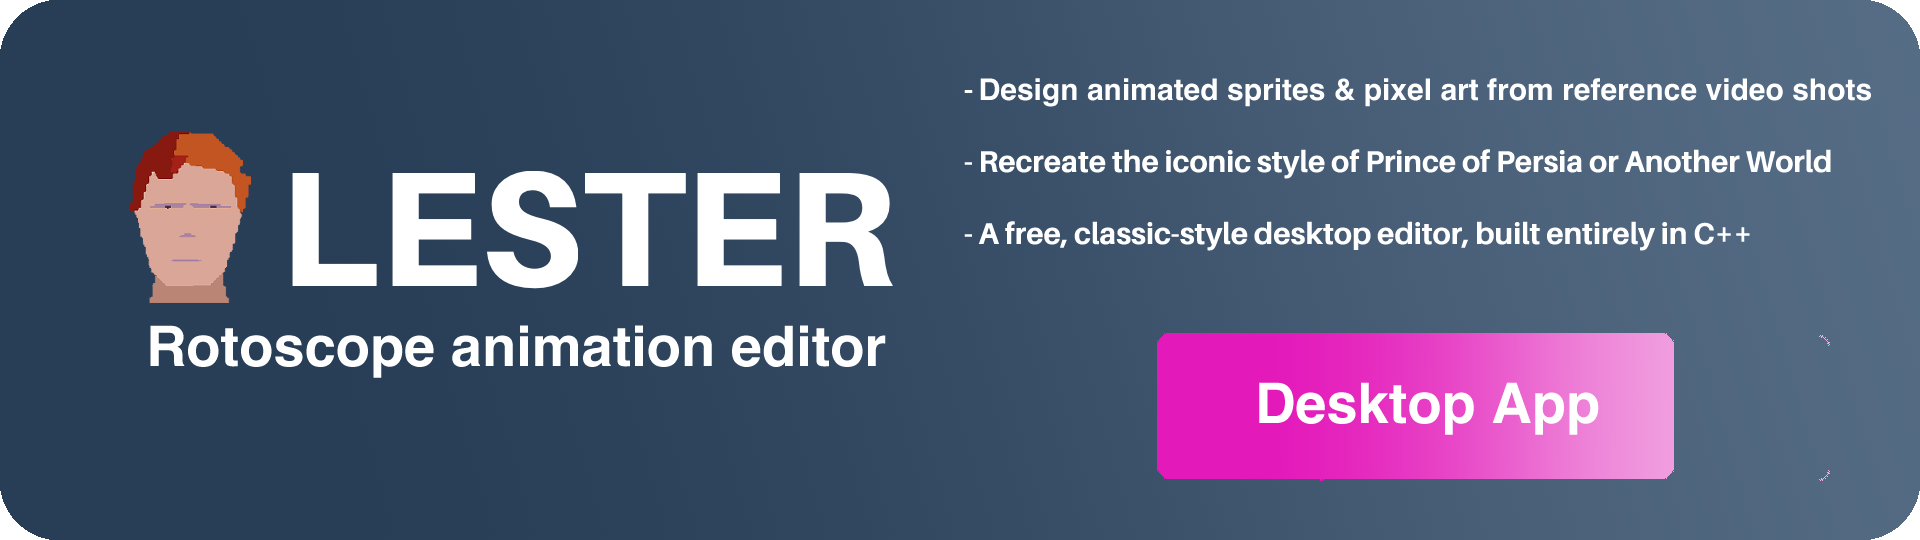 LESTER
Rotoscope animation editor
- Design animated sprites & pixel art from reference video shots
- Recreate the iconic style of Prince of Persia or Another World
- A free, classic-style desktop editor, built entirely in C++
Desktop App